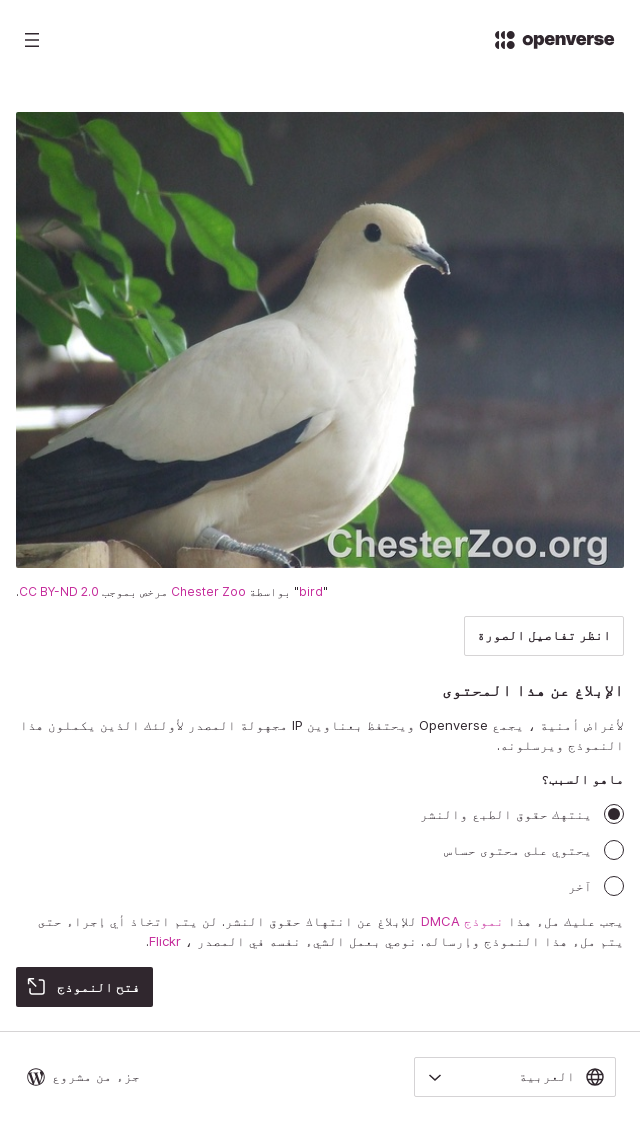 openverse
ChesterZoo.org
"bird" بواسطة Chester Zoo مرخص بموجب CC BY-ND 2.0.
انظر تفاصيل الصورة
الإبلاغ عن هذا المحتوى
لأغراض أمنية ، يجمع Openverse ويحتفظ بعناوين IP مجهولة المصدر لأولئك الذين يكملون هذا
النموذج ويرسلونه.
ماهو السبب؟
ينتهك حقوق الطبع والنشر
يحتوي على محتوى حساس
آخر
يجب عليك ملء هذا نموذج DMCA للإبلاغ عن انتهاك حقوق النشر. لن يتم اتخاذ أي إجراء حتى
يتم ملء هذا النموذج وإرساله. نوصي بعمل الشيء نفسه في المصدر ، Flickr.
فتح النموذج
العربية
جزء من مشروع